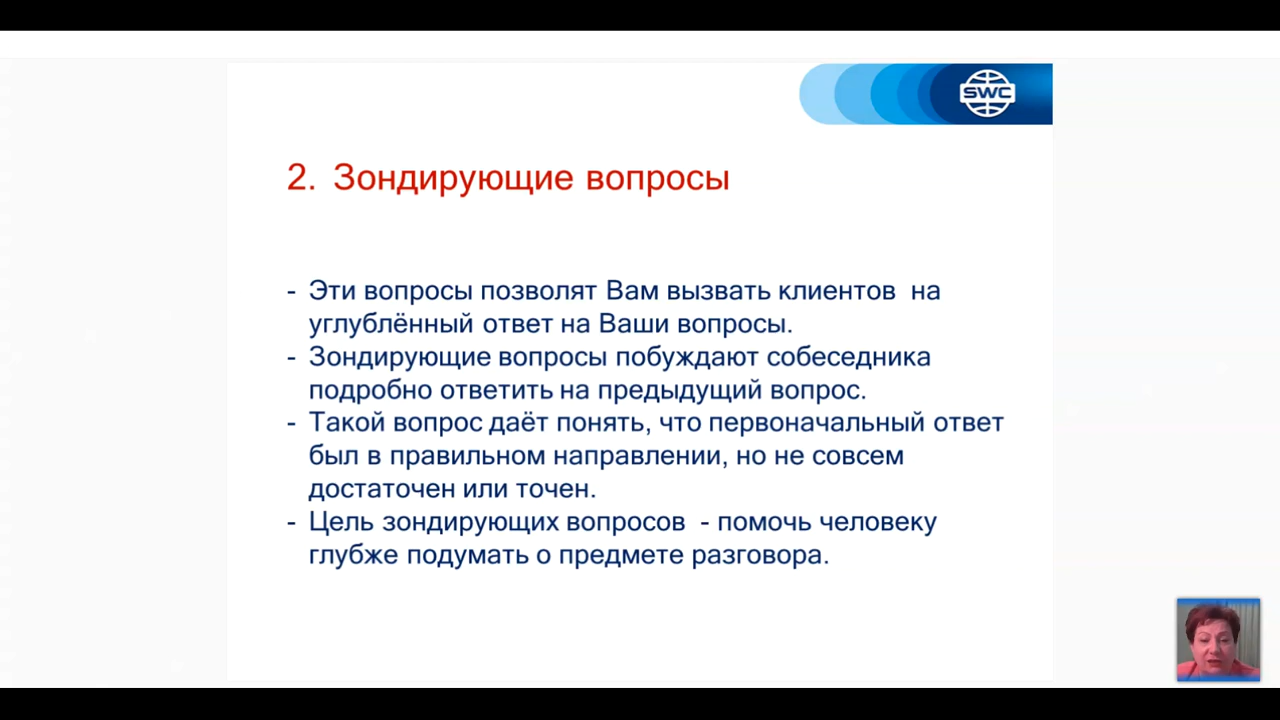 SWC
2. Зондирующие вопросы
- Эти вопросы позволят Вам вызвать клиентов на
углублённый ответ на Ваши вопросы.
- Зондирующие вопросы побуждают собеседника
подробно ответить на предыдущий вопрос.
- Такой вопрос даёт понять, что первоначальный ответ
был в правильном направлении, но не совсем
достаточен или точен.
- Цель зондирующих вопросов - помочь человеку
глубже подумать о предмете разговора.